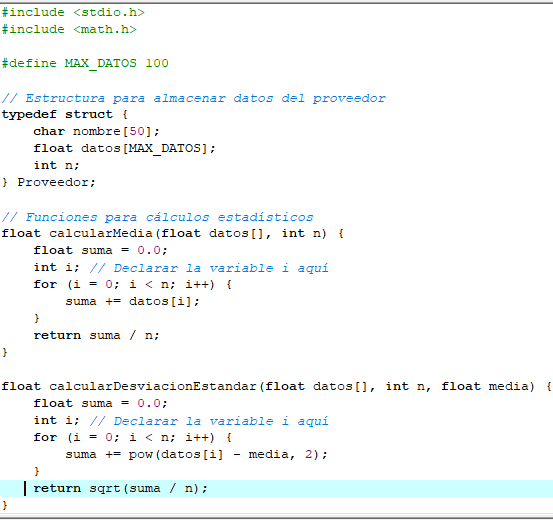 #include <stdio.h>
#include <math.h>
#define MAX_DATOS 100
// Estructura para almacenar datos del proveedor
typedef struct {
    char nombre[50];
    float datos[MAX_DATOS];
    int n;
} Proveedor;
// Funciones para cálculos estadísticos
float calcularMedia(float datos[], int n) {
    float suma = 0.0;
    int i; // Declarar la variable i aquí
    for (i = 0; i < n; i++) {
        suma += datos[i];
    }
    return suma / n;
}
float calcularDesviacionEstandar(float datos[], int n, float media) {
    float suma = 0.0;
    int i; // Declarar la variable i aquí
    for (i = 0; i < n; i++) {
        suma += pow(datos[i] - media, 2);
    }
    return sqrt(suma / n);
}